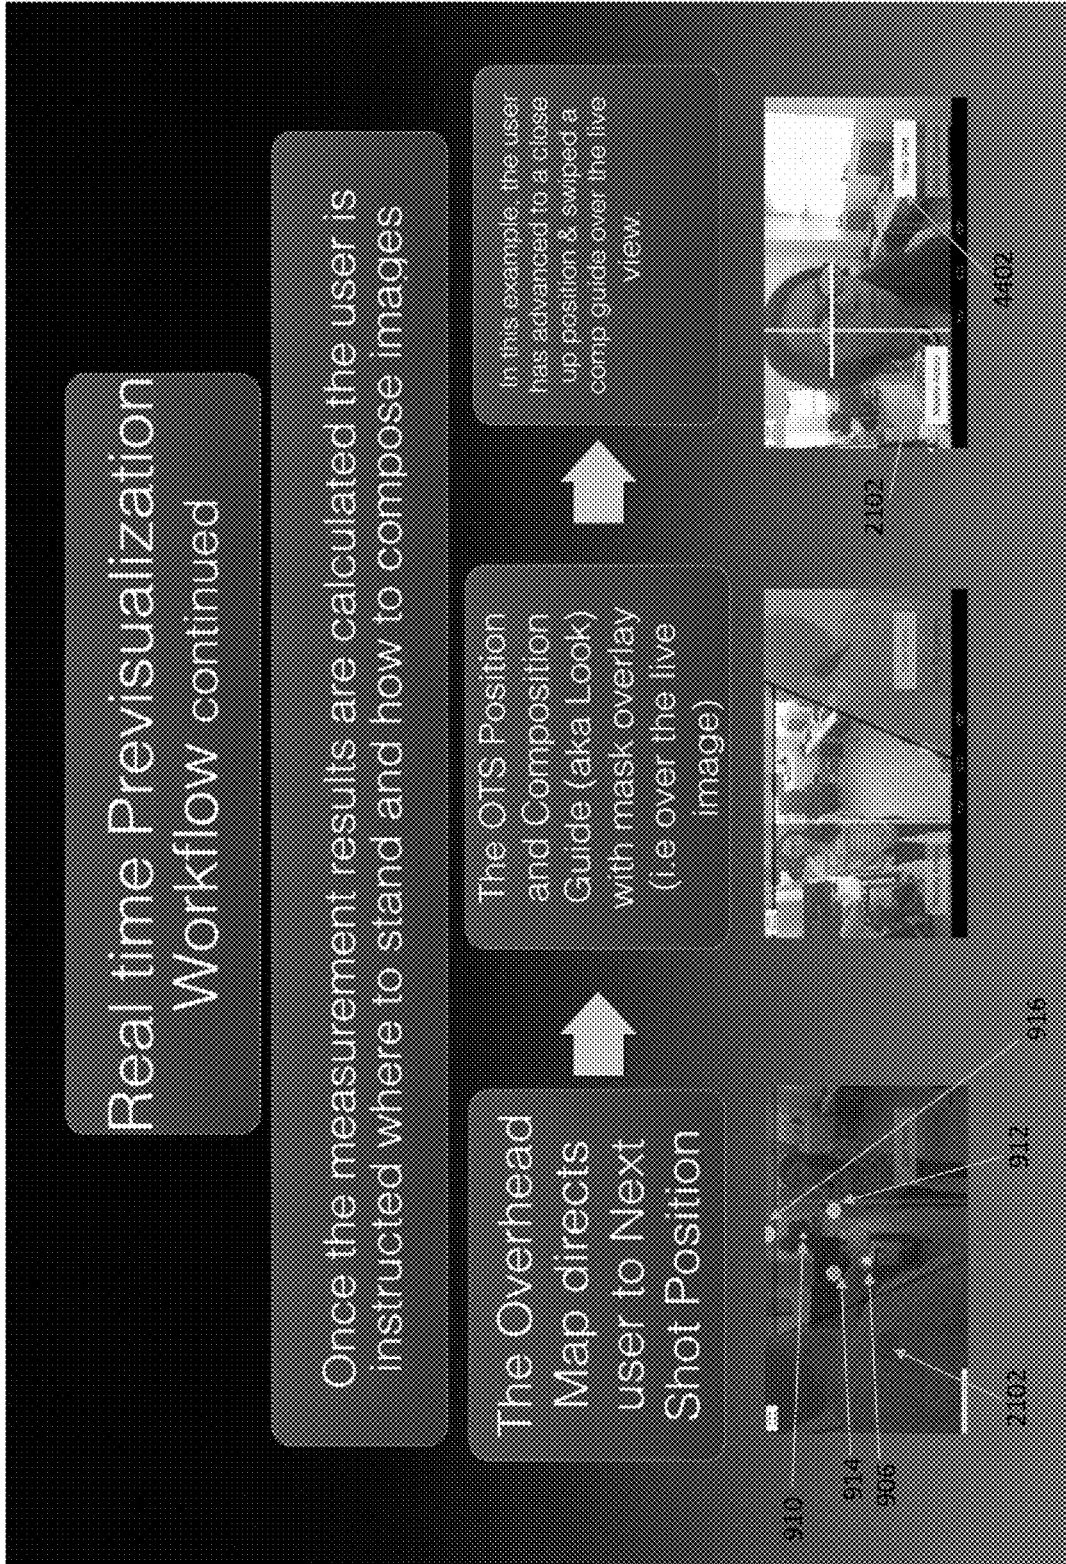 Real time Previsualization
Workflow continued
Once the measurement results are calculated the user is
instructed where to stand and how to compose images
The Overhead
Map directs
user to Next
Shot Position
The OTS Position
and Composition
Guide (aka Look)
with mask overlay
(i.e over the live
image)
In this example, the user
has advanced to a close
up position & swiped a
comp guide over the live
view.
910
914
906
2102
912
916
2102
4402